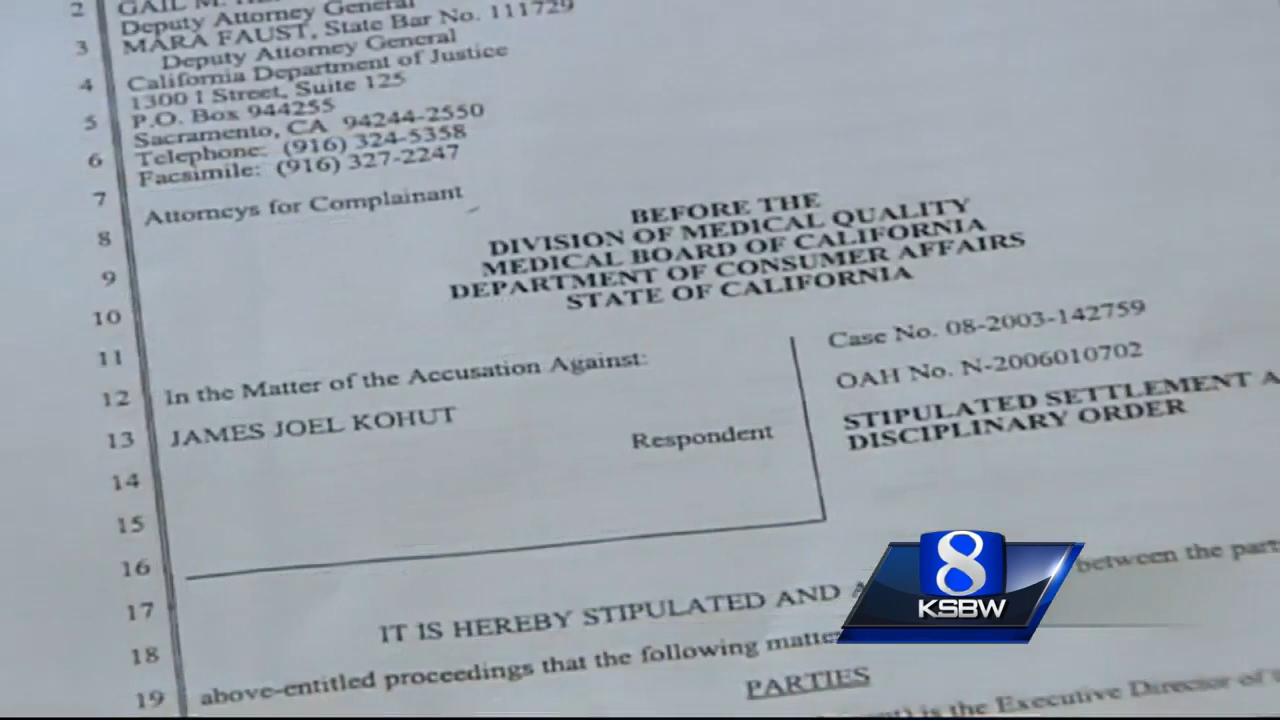 2
GAIL M.
Deputy Attorney General
3 MARA FAUST, State Bar No. 111729
Deputy Attorney General
4 California Department of Justice
1300 I Street, Suite 125
5 P.O. Box 944255
Sacramento, CA 94244-2550
6 Telephone: (916) 324-5358
Facsimile: (916) 327-2247
7
Attorneys for Complainant
8 BEFORE THE
DIVISION OF MEDICAL QUALITY
9 MEDICAL BOARD OF CALIFORNIA
DEPARTMENT OF CONSUMER AFFAIRS
10 STATE OF CALIFORNIA
11
12 In the Matter of the Accusation Against:
Case No. 08-2003-142759
13 JAMES JOEL KOHUT
OAH No. N-2006010702
Respondent
STIPULATED SETTLEMENT A
DISCIPLINARY ORDER
14
15
16
17 IT IS HEREBY STIPULATED AND A between the part
18
19 above-entitled proceedings that the following matte
PARTIES
is the Executive Director of
8
KSBW